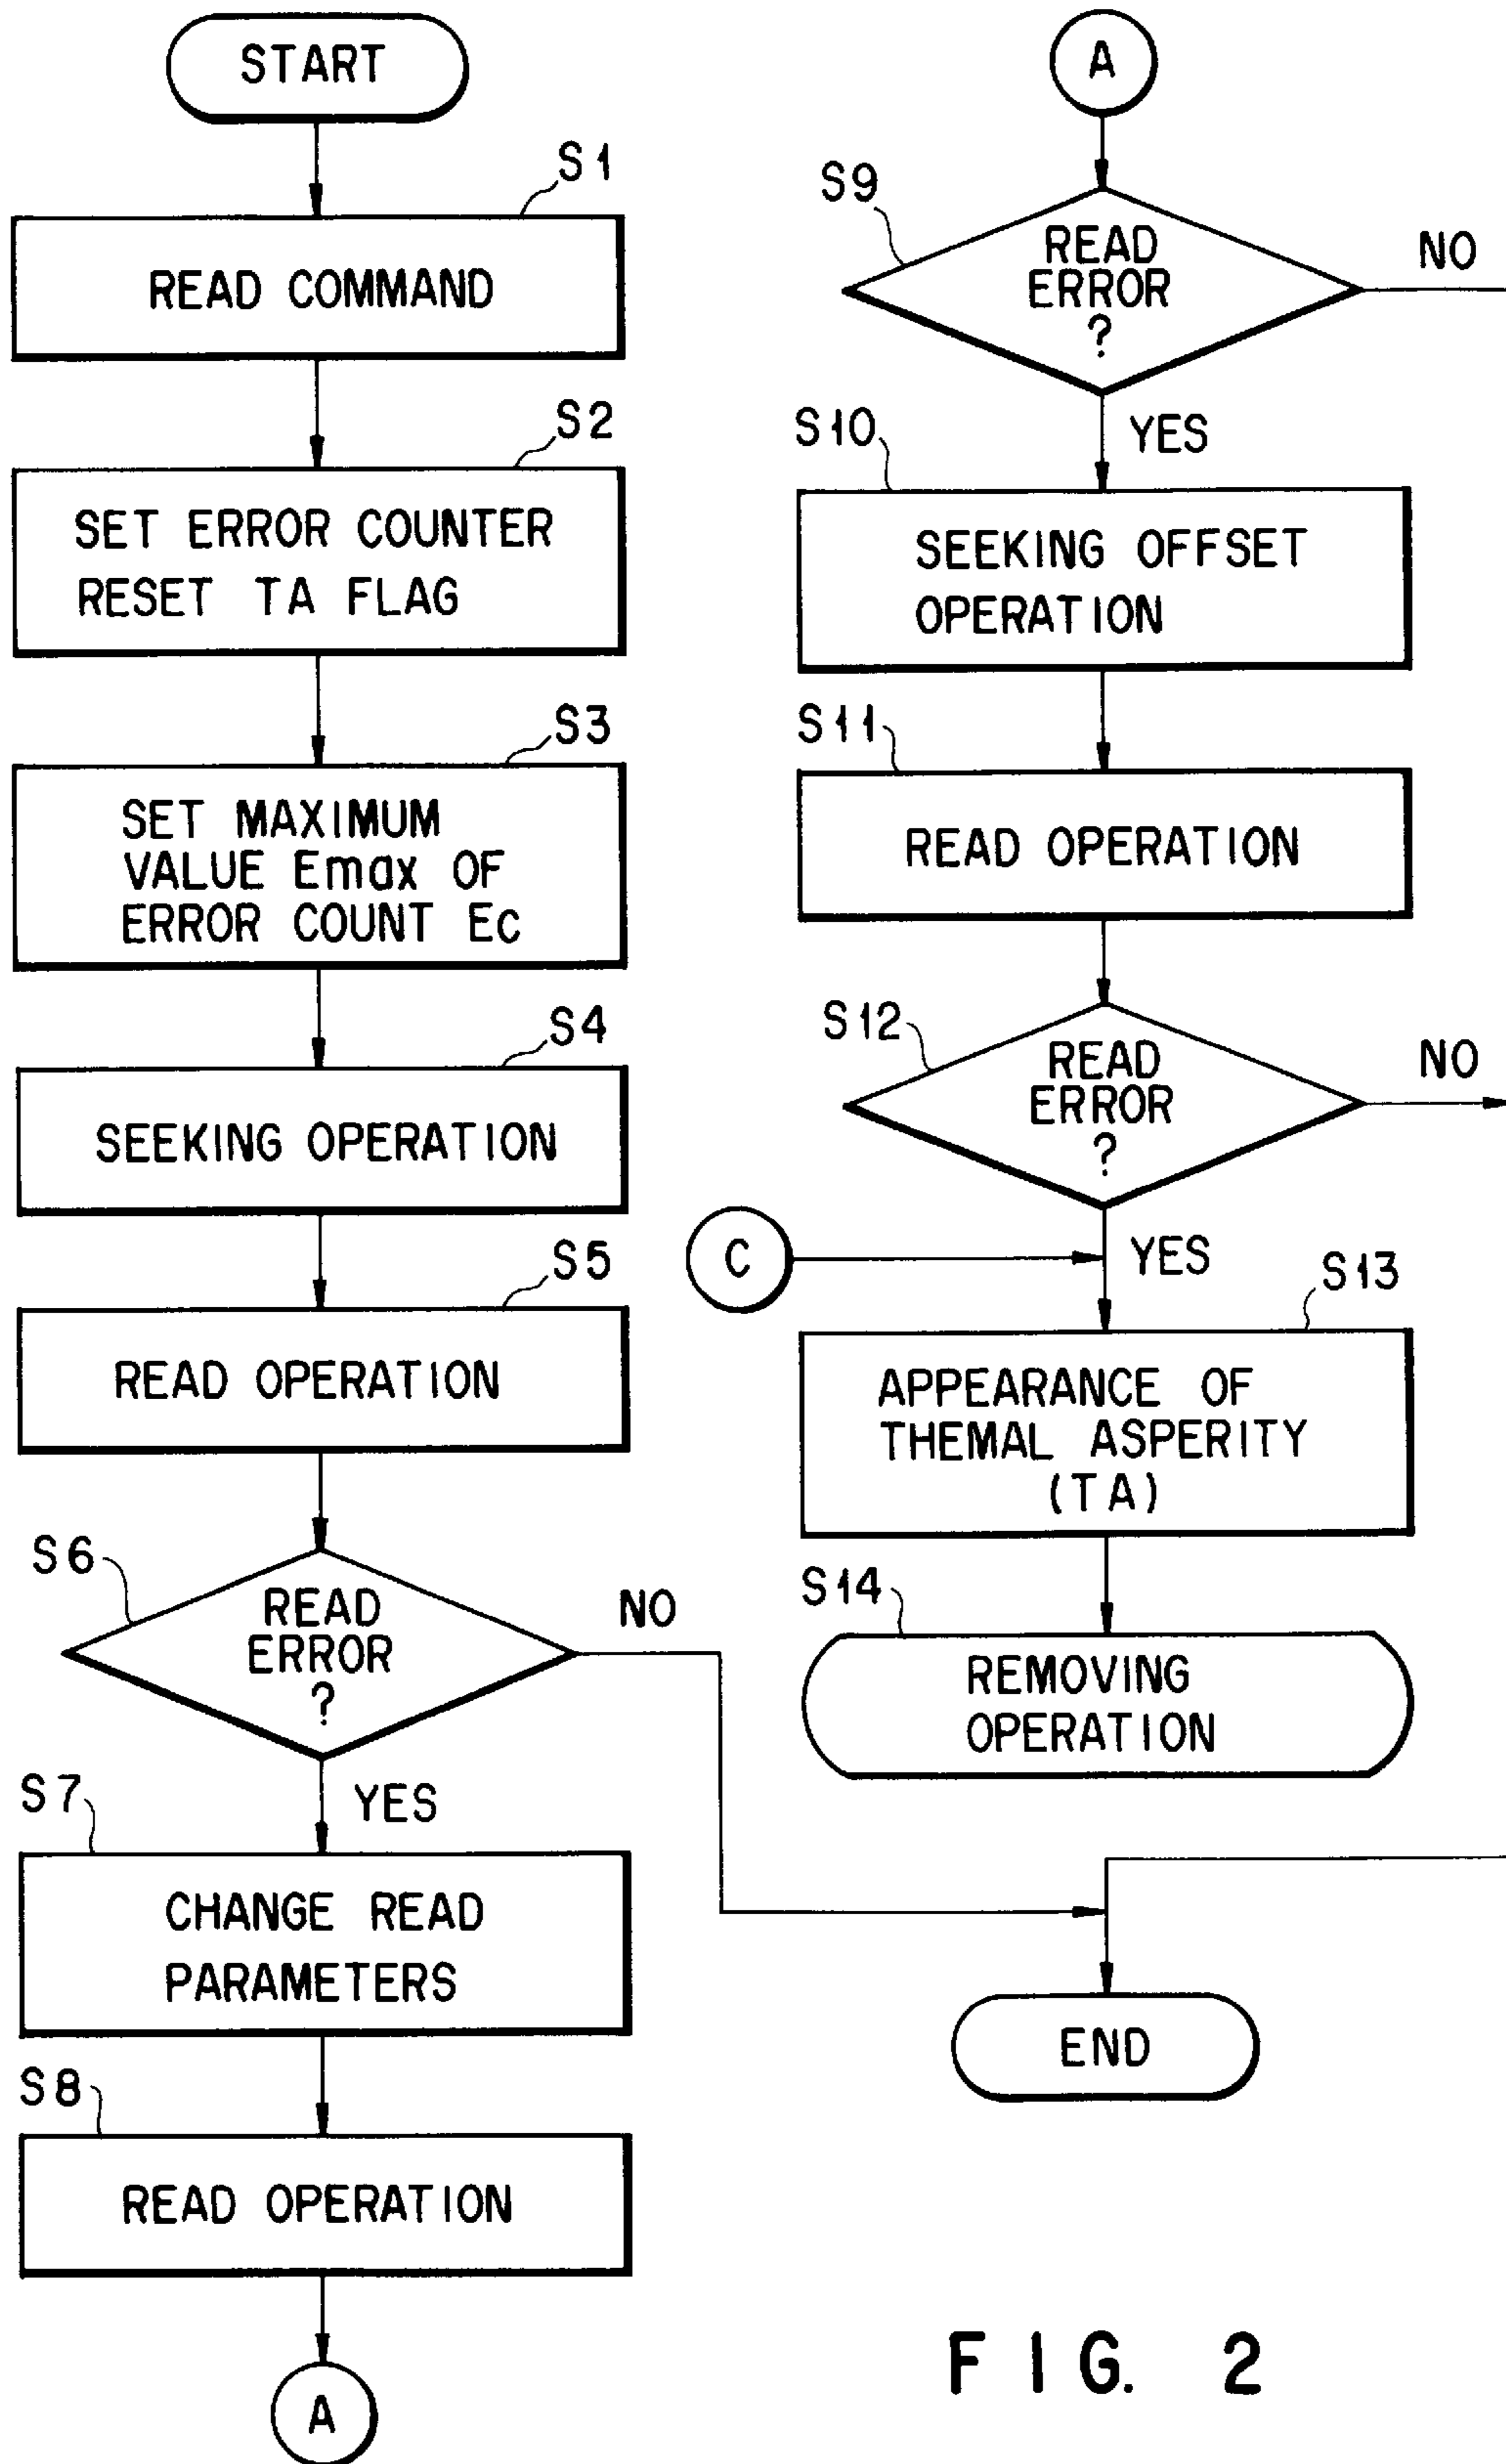 START
S1
READ COMMAND
S2
SET ERROR COUNTER
RESET TA FLAG
S3
SET MAXIMUM
VALUE Emax OF
ERROR COUNT Ec
S4
SEEKING OPERATION
S5
READ OPERATION
S6
READ
ERROR
?
NO
YES
S7
CHANGE READ
PARAMETERS
S8
READ OPERATION
A
A
S9
READ
ERROR
?
NO
YES
S10
SEEKING OFFSET
OPERATION
S11
READ OPERATION
S12
READ
ERROR
?
NO
YES
C
S13
APPEARANCE OF
THEMAL ASPERITY
(TA)
S14
REMOVING
OPERATION
END
FIG. 2